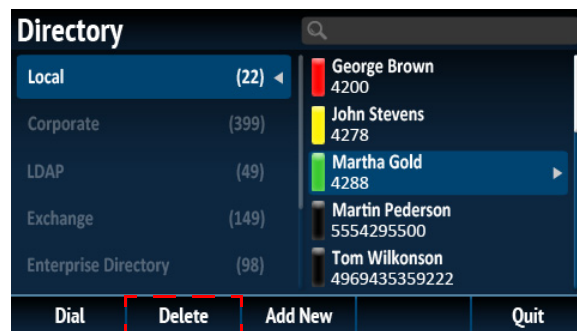 Directory
Local (22)
Corporate (399)
LDAP (49)
Exchange (149)
Enterprise Directory (98)
George Brown
4200
John Stevens
4278
Martha Gold
4288
Martin Pederson
5554295500
Tom Wilkonson
4969435359222
Dial Delete Add New Quit